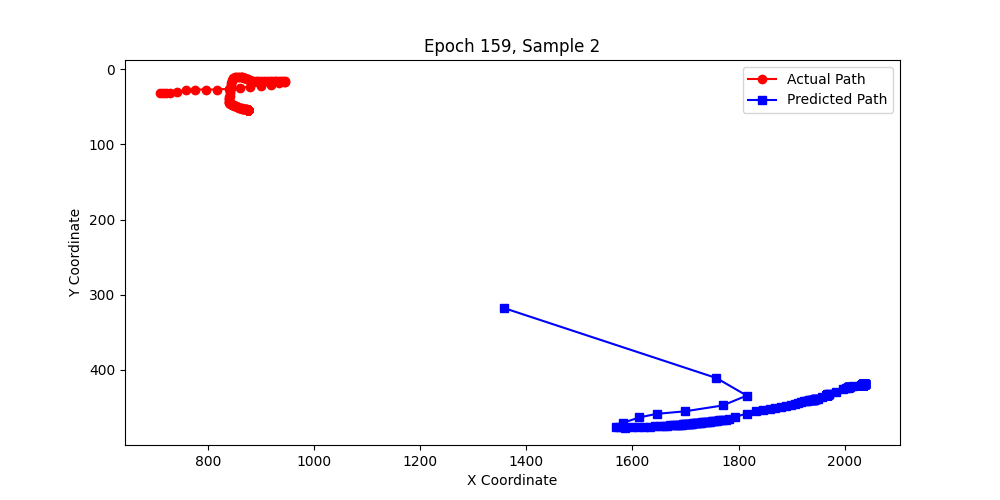 Epoch 159, Sample 2
Actual Path
Predicted Path
Y Coordinate
0
100
200
300
400
800
1000
1200
1400
1600
1800
2000
X Coordinate